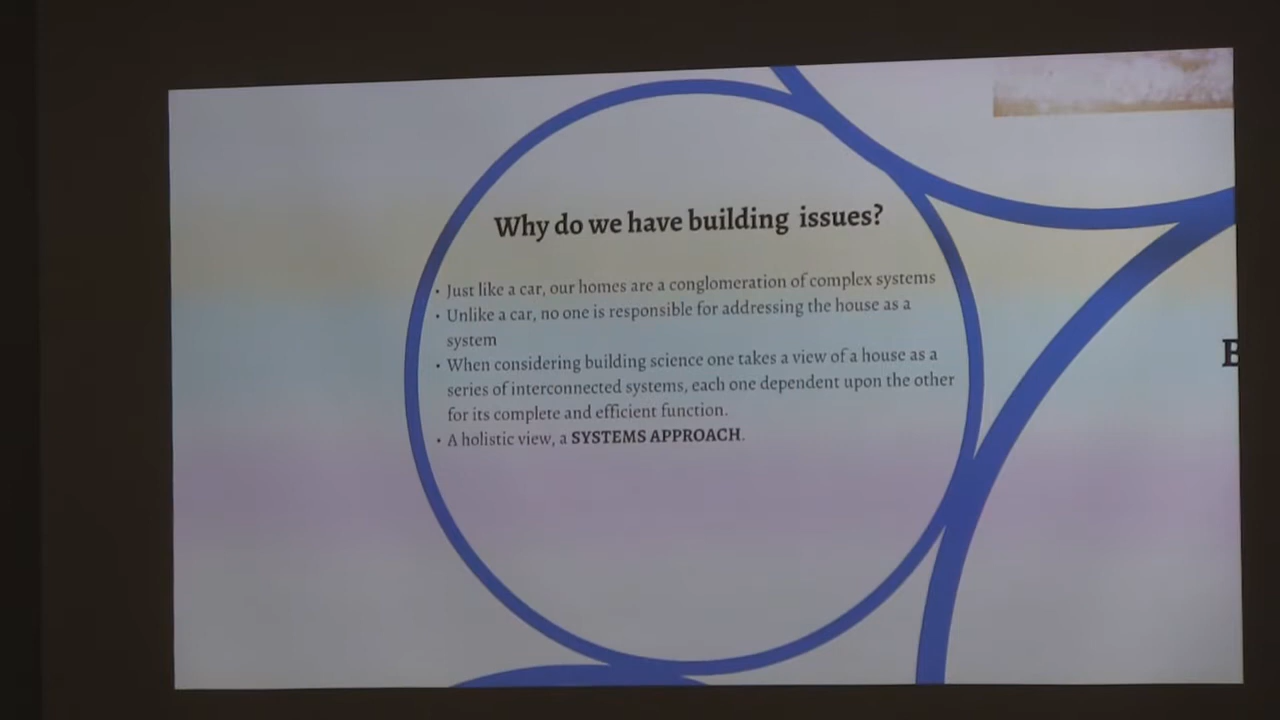 Why do we have building issues?
• Just like a car, our homes are a conglomeration of complex systems
• Unlike a car, no one is responsible for addressing the house as a
system
• When considering building science one takes a view of a house as a
series of interconnected systems, each one dependent upon the other
for its complete and efficient function.
• A holistic view, a SYSTEMS APPROACH.